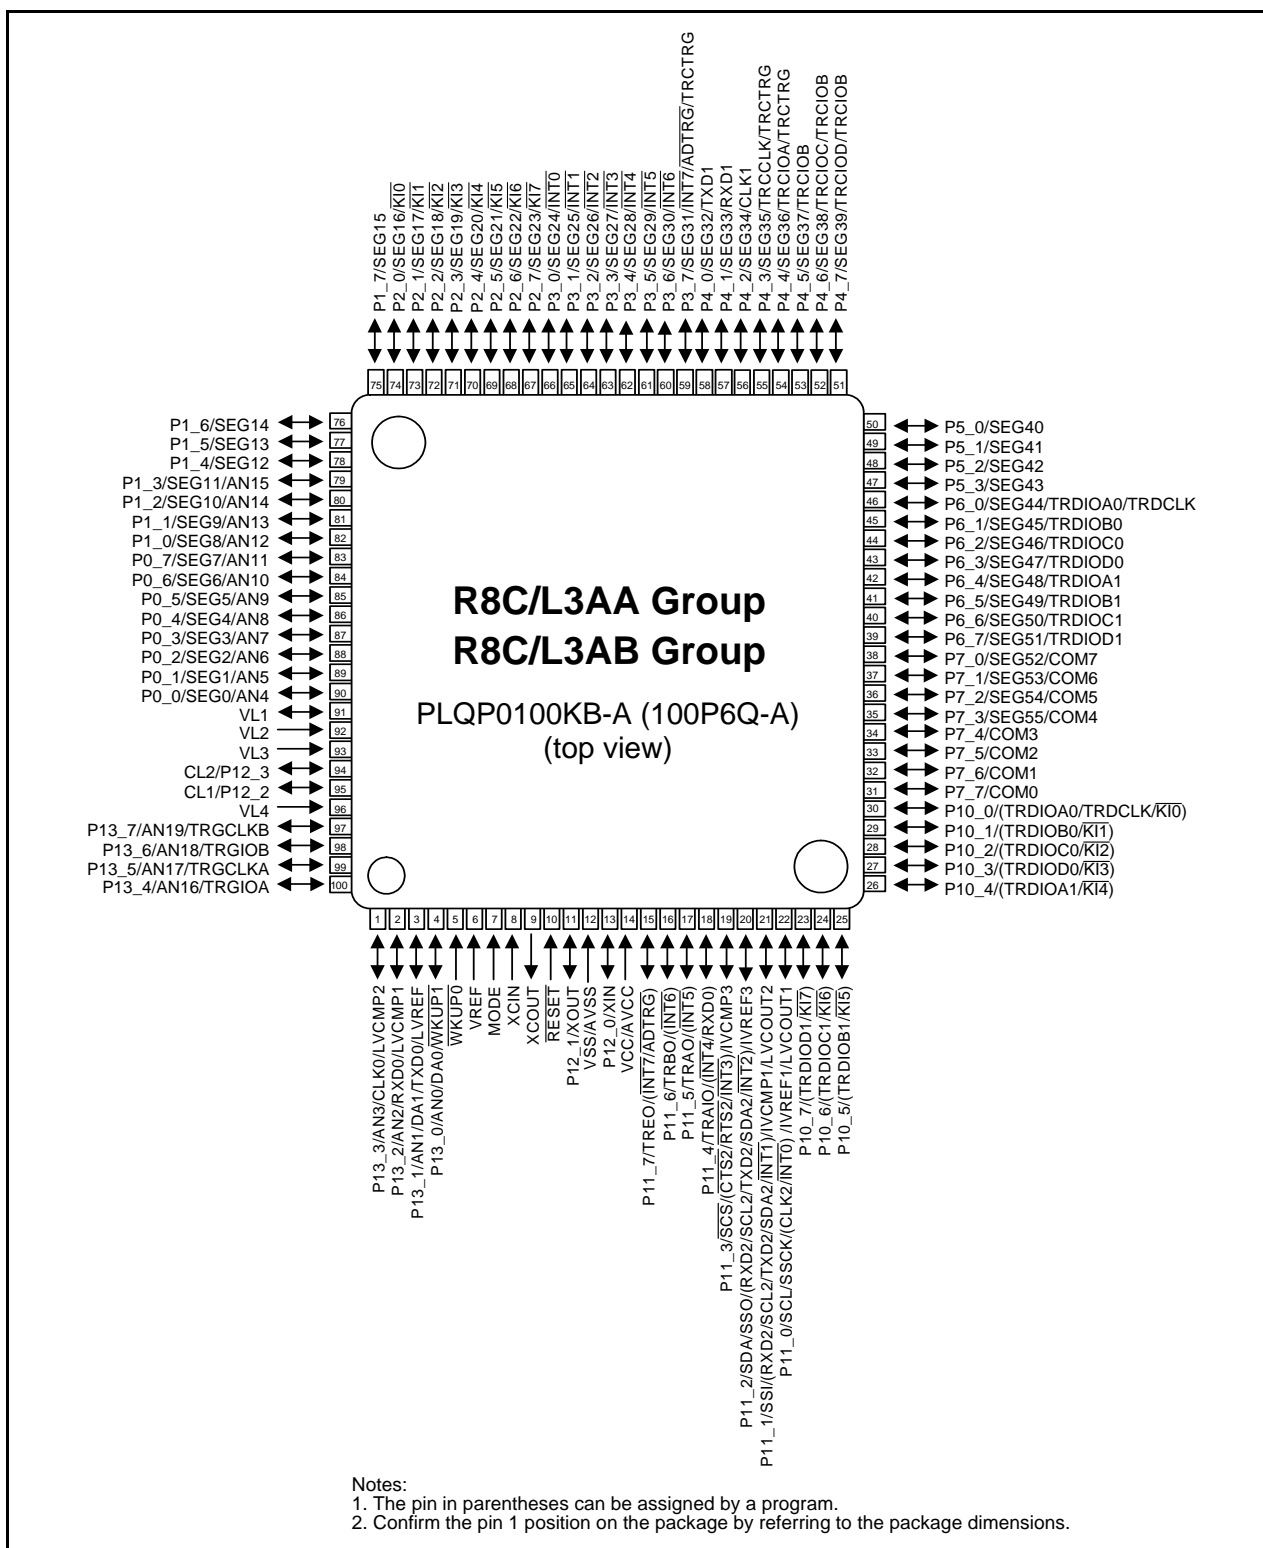 P1_7/SEG15
P2_0/SEG16/KI0
P2_1/SEG17/KI1
P2_2/SEG18/KI2
P2_3/SEG19/KI3
P2_4/SEG20/KI4
P2_5/SEG21/KI5
P2_6/SEG22/KI6
P2_7/SEG23/KI7
P3_0/SEG24/INT0
P3_1/SEG25/INT1
P3_2/SEG26/INT2
P3_3/SEG27/INT3
P3_4/SEG28/INT4
P3_5/SEG29/INT5
P3_6/SEG30/INT6
P3_7/SEG31/INT7/ADTRG/TRCTRG
P4_0/SEG32/TXD1
P4_1/SEG33/RXD1
P4_2/SEG34/CLK1
P4_3/SEG35/TRCCLK/TRCTRG
P4_4/SEG36/TRCIOA/TRCTRG
P4_5/SEG37/TRCIOB
P4_6/SEG38/TRCIOC/TRCIOB
P4_7/SEG39/TRCIOD/TRCIOB
75 74 73 72 71 70 69 68 67 66 65 64 63 62 61 60 59 58 57 56 55 54 53 52 51
P1_6/SEG14 76
P1_5/SEG13 77
P1_4/SEG12 78
P1_3/SEG11/AN15 79
P1_2/SEG10/AN14 80
P1_1/SEG9/AN13 81
P1_0/SEG8/AN12 82
P0_7/SEG7/AN11 83
P0_6/SEG6/AN10 84
P0_5/SEG5/AN9 85
P0_4/SEG4/AN8 86
P0_3/SEG3/AN7 87
P0_2/SEG2/AN6 88
P0_1/SEG1/AN5 89
P0_0/SEG0/AN4 90
VL1 91
VL2 92
VL3 93
CL2/P12_3 94
CL1/P12_2 95
VL4 96
P13_7/AN19/TRGCLKB 97
P13_6/AN18/TRGIOB 98
P13_5/AN17/TRGCLKA 99
P13_4/AN16/TRGIOA 100
R8C/L3AA Group
R8C/L3AB Group
PLQP0100KB-A (100P6Q-A)
(top view)
50 P5_0/SEG40
49 P5_1/SEG41
48 P5_2/SEG42
47 P5_3/SEG43
46 P6_0/SEG44/TRDIOA0/TRDCLK
45 P6_1/SEG45/TRDIOB0
44 P6_2/SEG46/TRDIOC0
43 P6_3/SEG47/TRDIOD0
42 P6_4/SEG48/TRDIOA1
41 P6_5/SEG49/TRDIOB1
40 P6_6/SEG50/TRDIOC1
39 P6_7/SEG51/TRDIOD1
38 P7_0/SEG52/COM7
37 P7_1/SEG53/COM6
36 P7_2/SEG54/COM5
35 P7_3/SEG55/COM4
34 P7_4/COM3
33 P7_5/COM2
32 P7_6/COM1
31 P7_7/COM0
30 P10_0/(TRDIOA0/TRDCLK/KI0)
29 P10_1/(TRDIOB0/KI1)
28 P10_2/(TRDIOC0/KI2)
27 P10_3/(TRDIOD0/KI3)
26 P10_4/(TRDIOA1/KI4)
1 2 3 4 5 6 7 8 9 10 11 12 13 14 15 16 17 18 19 20 21 22 23 24 25
P13_3/AN3/CLK0/LVCMP2
P13_2/AN2/RXD0/LVCMP1
P13_1/AN1/DA1/TXD0/LVREF
P13_0/AN0/DA0/WKUP1
WKUP0
VREF
MODE
XCIN
XCOUT
RESET
P12_1/XOUT
VSS/AVSS
P12_0/XIN
VCC/AVCC
P11_7/TREO/(INT7/ADTRG)
P11_6/TRBO/(INT6)
P11_5/TRAO/(INT5)
P11_4/TRAIO/(INT4/RXD0)
P11_3/SCS/(CTS2/RTS2/INT3)/IVCMP3
P11_2/SDA/SSO/(RXD2/SCL2/TXD2/SDA2/INT2)/IVREF3
P11_1/SSI/(RXD2/SCL2/TXD2/SDA2/INT1)/IVCMP1/LVCOUT2
P11_0/SCL/SSCK/(CLK2/INT0) /IVREF1/LVCOUT1
P10_7/(TRDIOD1/KI7)
P10_6/(TRDIOC1/KI6)
P10_5/(TRDIOB1/KI5)
Notes:
1. The pin in parentheses can be assigned by a program.
2. Confirm the pin 1 position on the package by referring to the package dimensions.